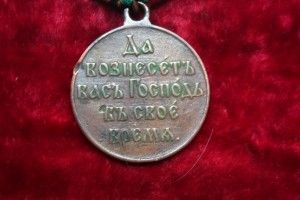 Да
вознесетъ
васъ Господь
въ свое
время.